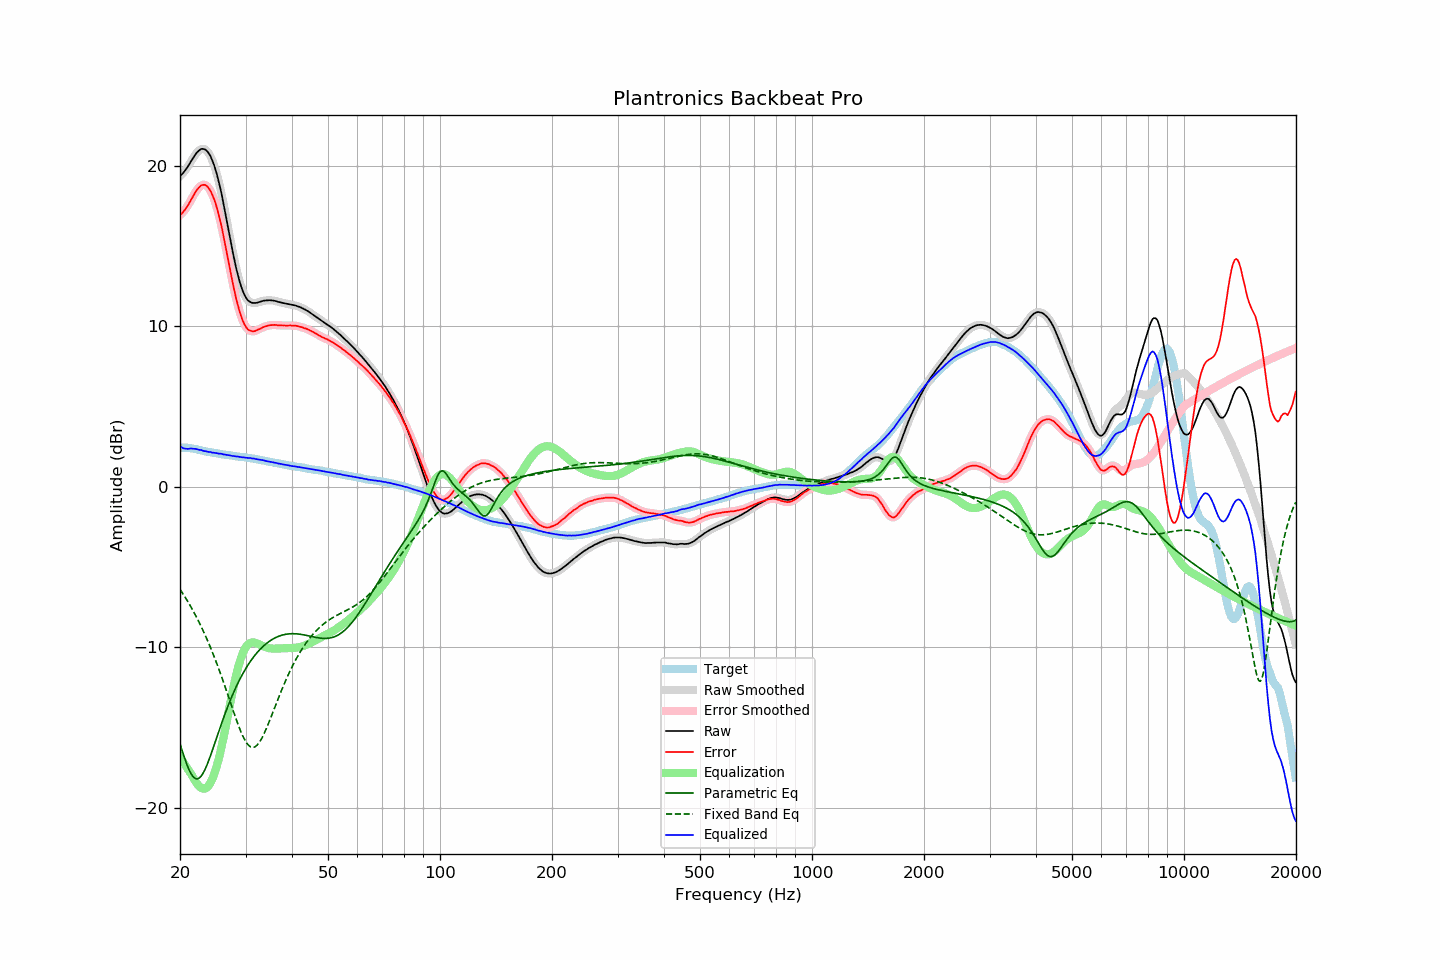 Plantronics Backbeat Pro
Amplitude (dBr)
20
10
0
−10
−20
Target
Raw Smoothed
Error Smoothed
Raw
Error
Equalization
Parametric Eq
Fixed Band Eq
Equalized
20 50 100 200 500 1000 2000 5000 10000 20000
Frequency (Hz)